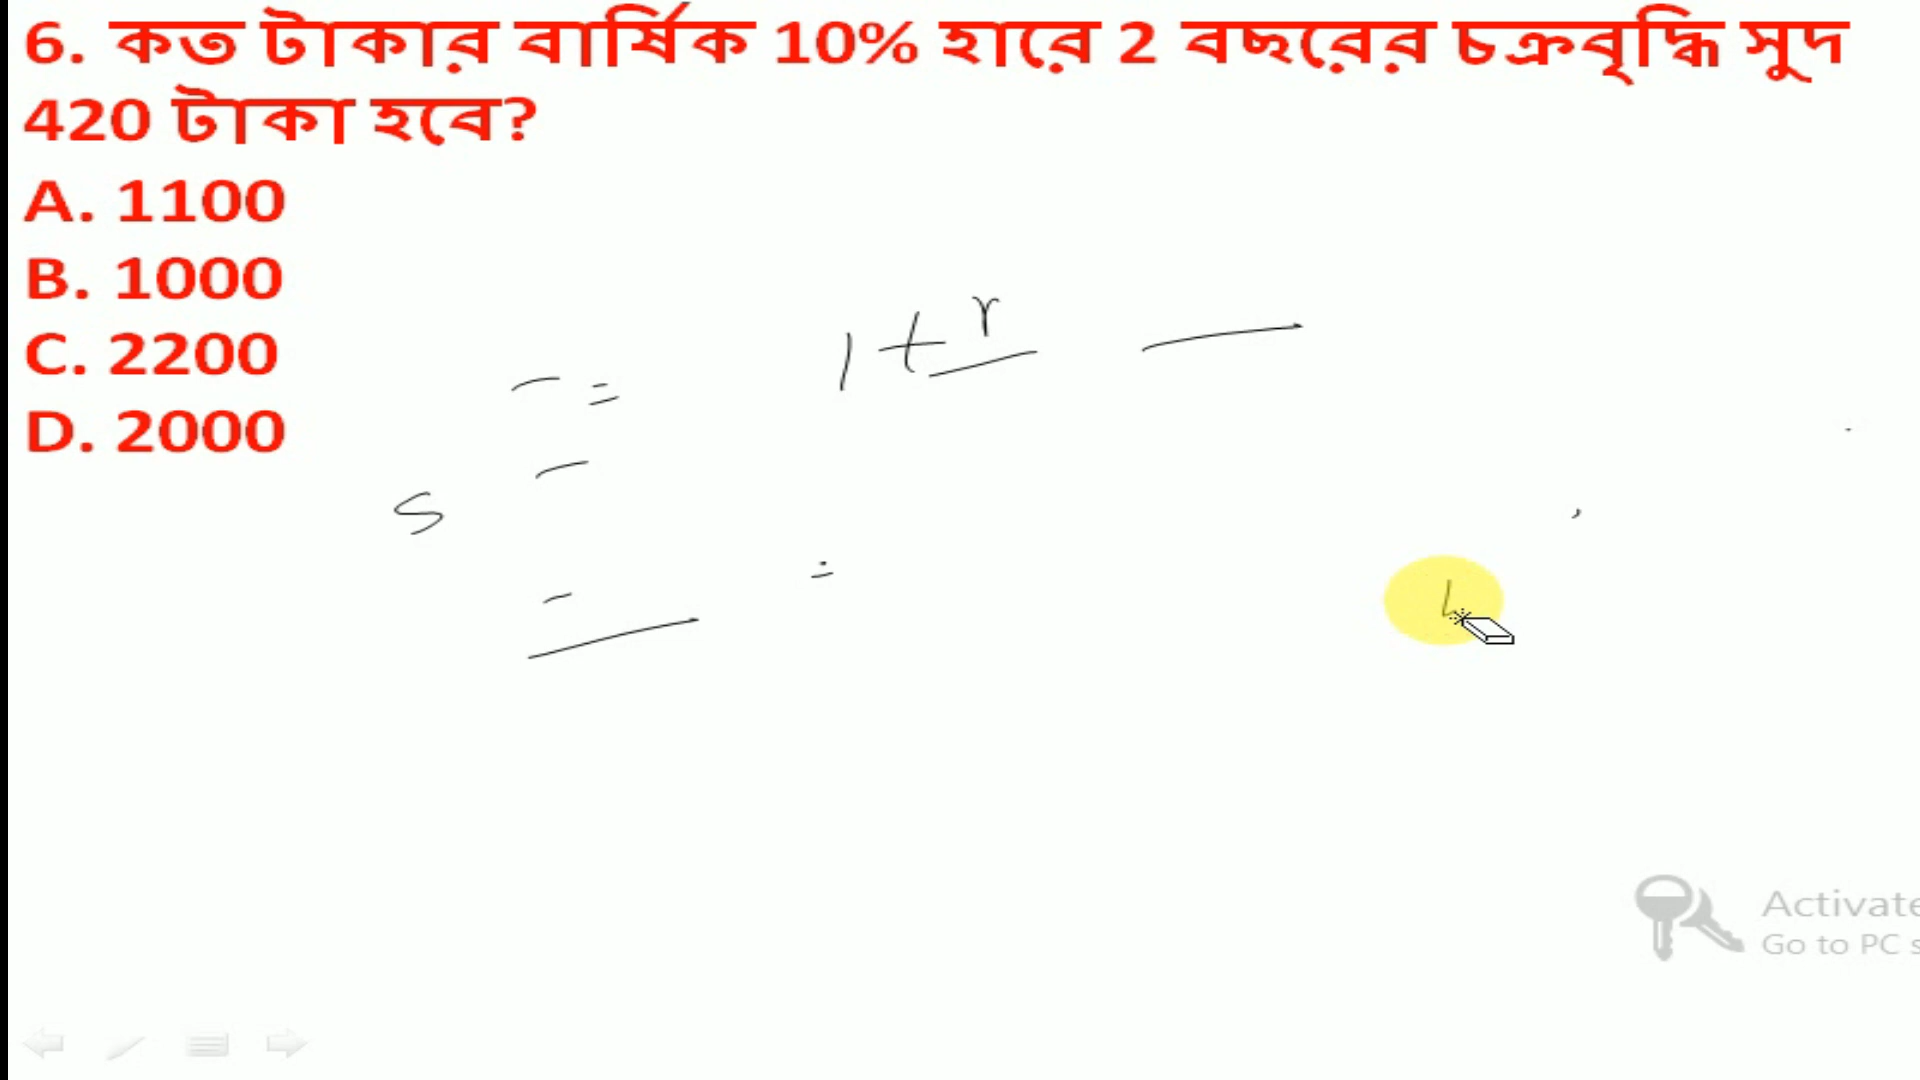 6. কত টাকার বার্ষিক 10% হারে 2 বছরের চক্রবৃদ্ধি সুদ
420 টাকা হবে?
A. 1100
B. 1000
C. 2200
D. 2000
1 + r
=
S
=
Activate
Go to PC s